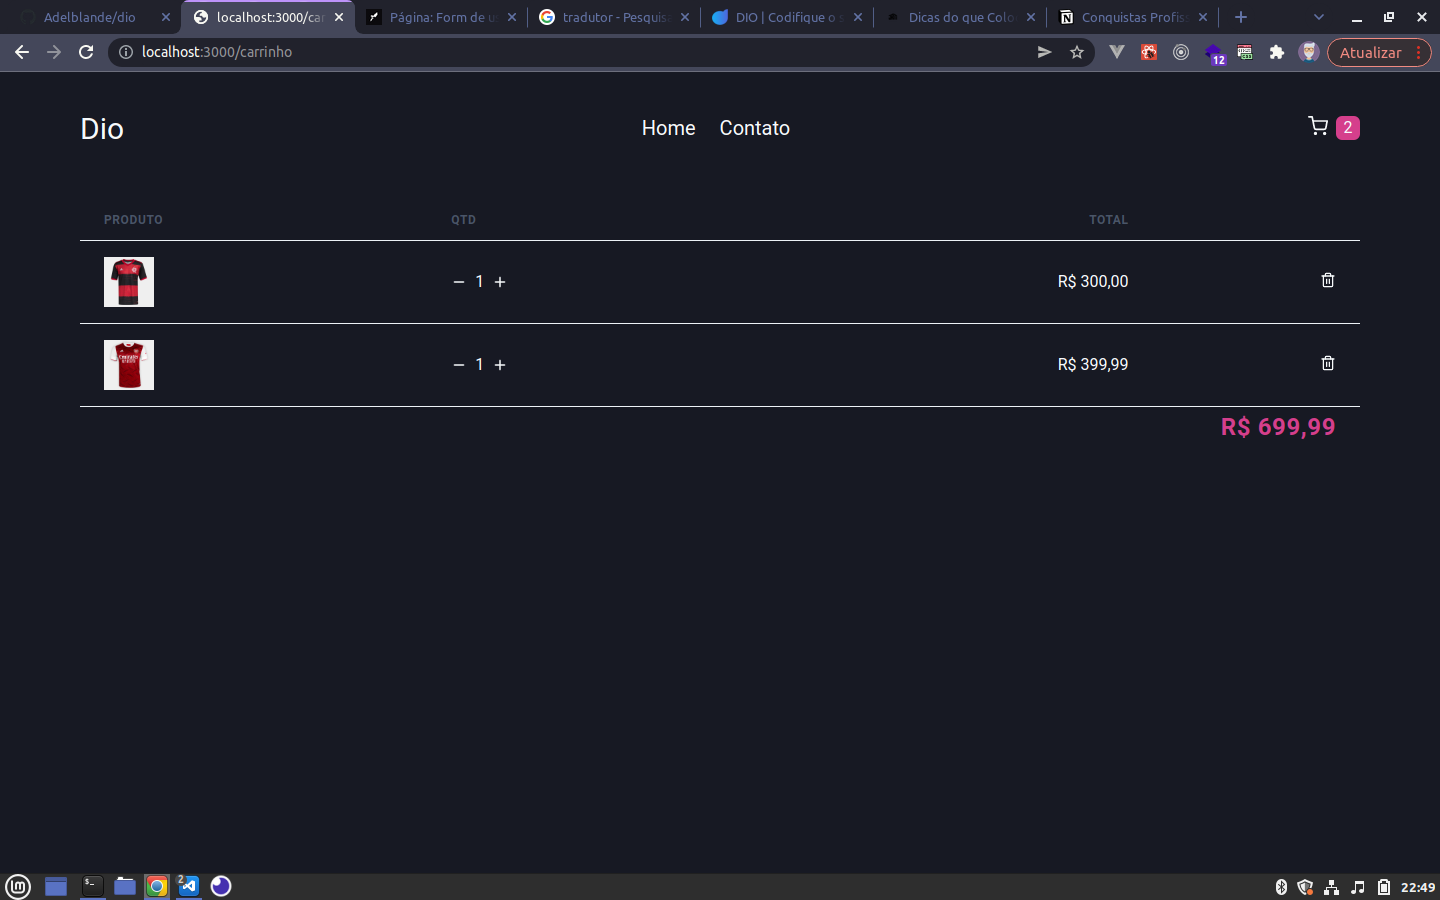 Adelblande/dio
localhost:3000/car
Página: Form de u
tradutor - Pesquis
DIO | Codifique o s
Dicas do que Colo
Conquistas Profis
localhost:3000/carrinho
12
Atualizar
Dio
Home
Contato
2
PRODUTO
QTD
TOTAL
1
R$ 300,00
Emirates
1
R$ 399,99
R$ 699,99
2
22:49